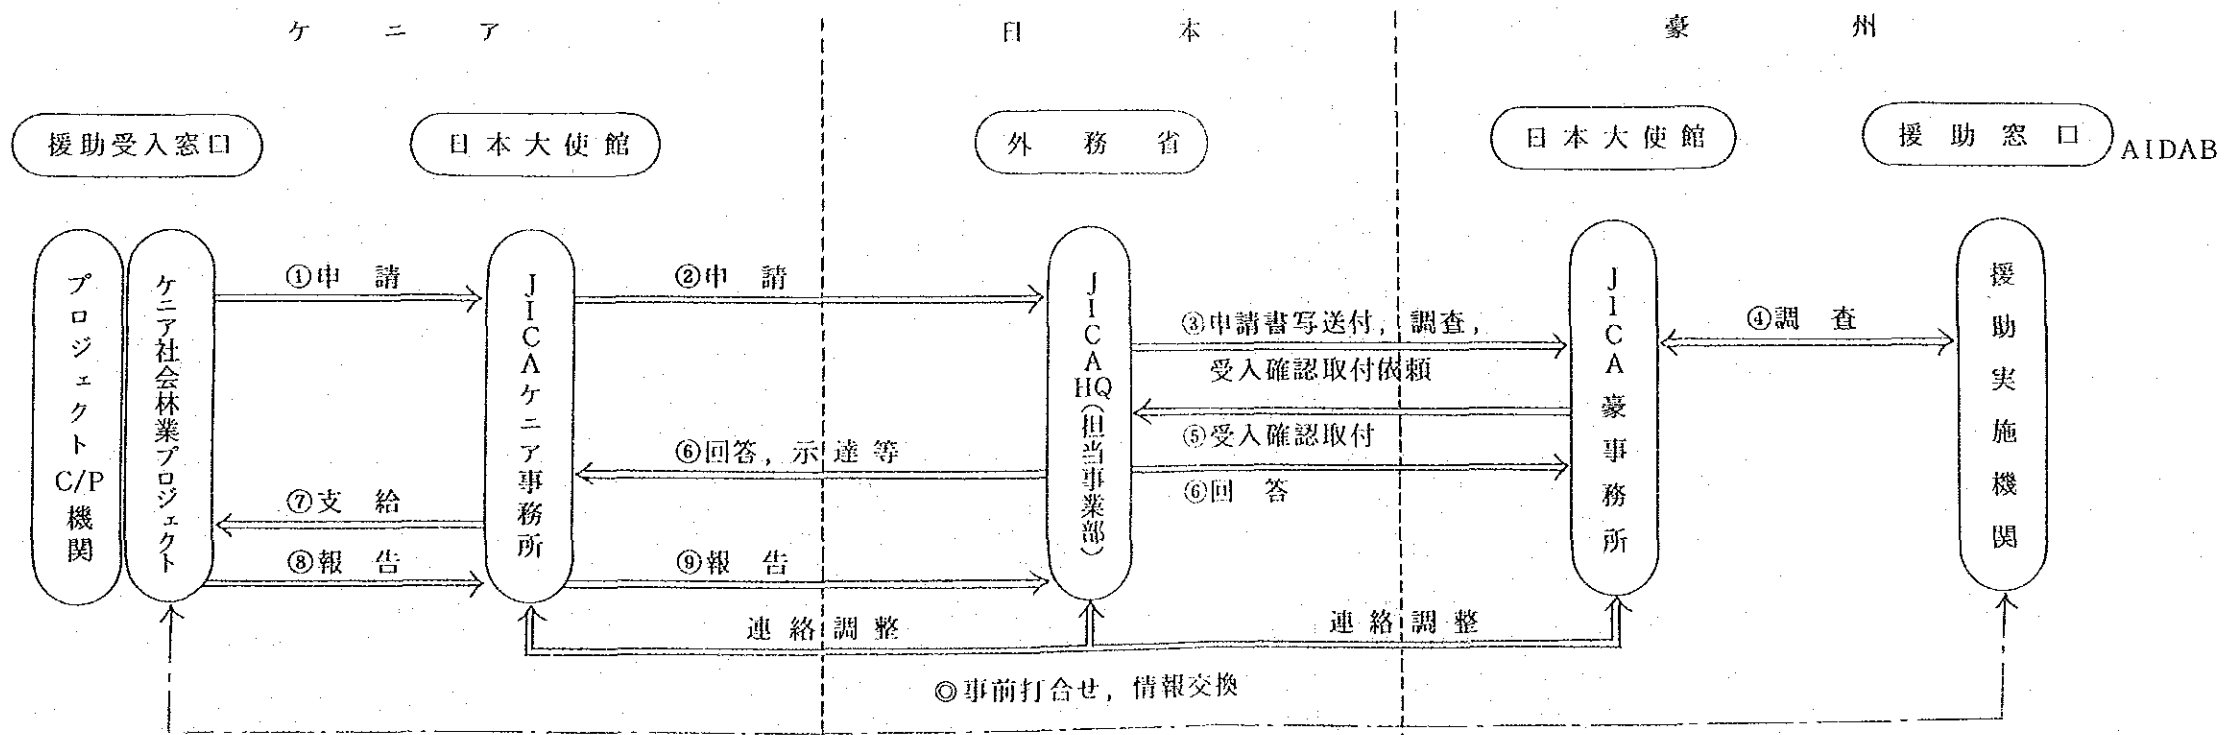 ケニア
日本
豪州
援助受入窓口
日本大使館
外務省
日本大使館
援助窓口
AIDAB
プロジェクトC/P機関
ケニア社会林業プロジェクト
①申請
JICAケニア事務所
②申請
JICA HQ(担当事業部)
③申請書写送付，調査，
受入確認取付依頼
JICA豪事務所
④調査
援助実施機関
⑤受入確認取付
⑥回答，示達等
⑥回答
⑦支給
⑧報告
⑨報告
連絡調整
連絡調整
◎事前打合せ，情報交換